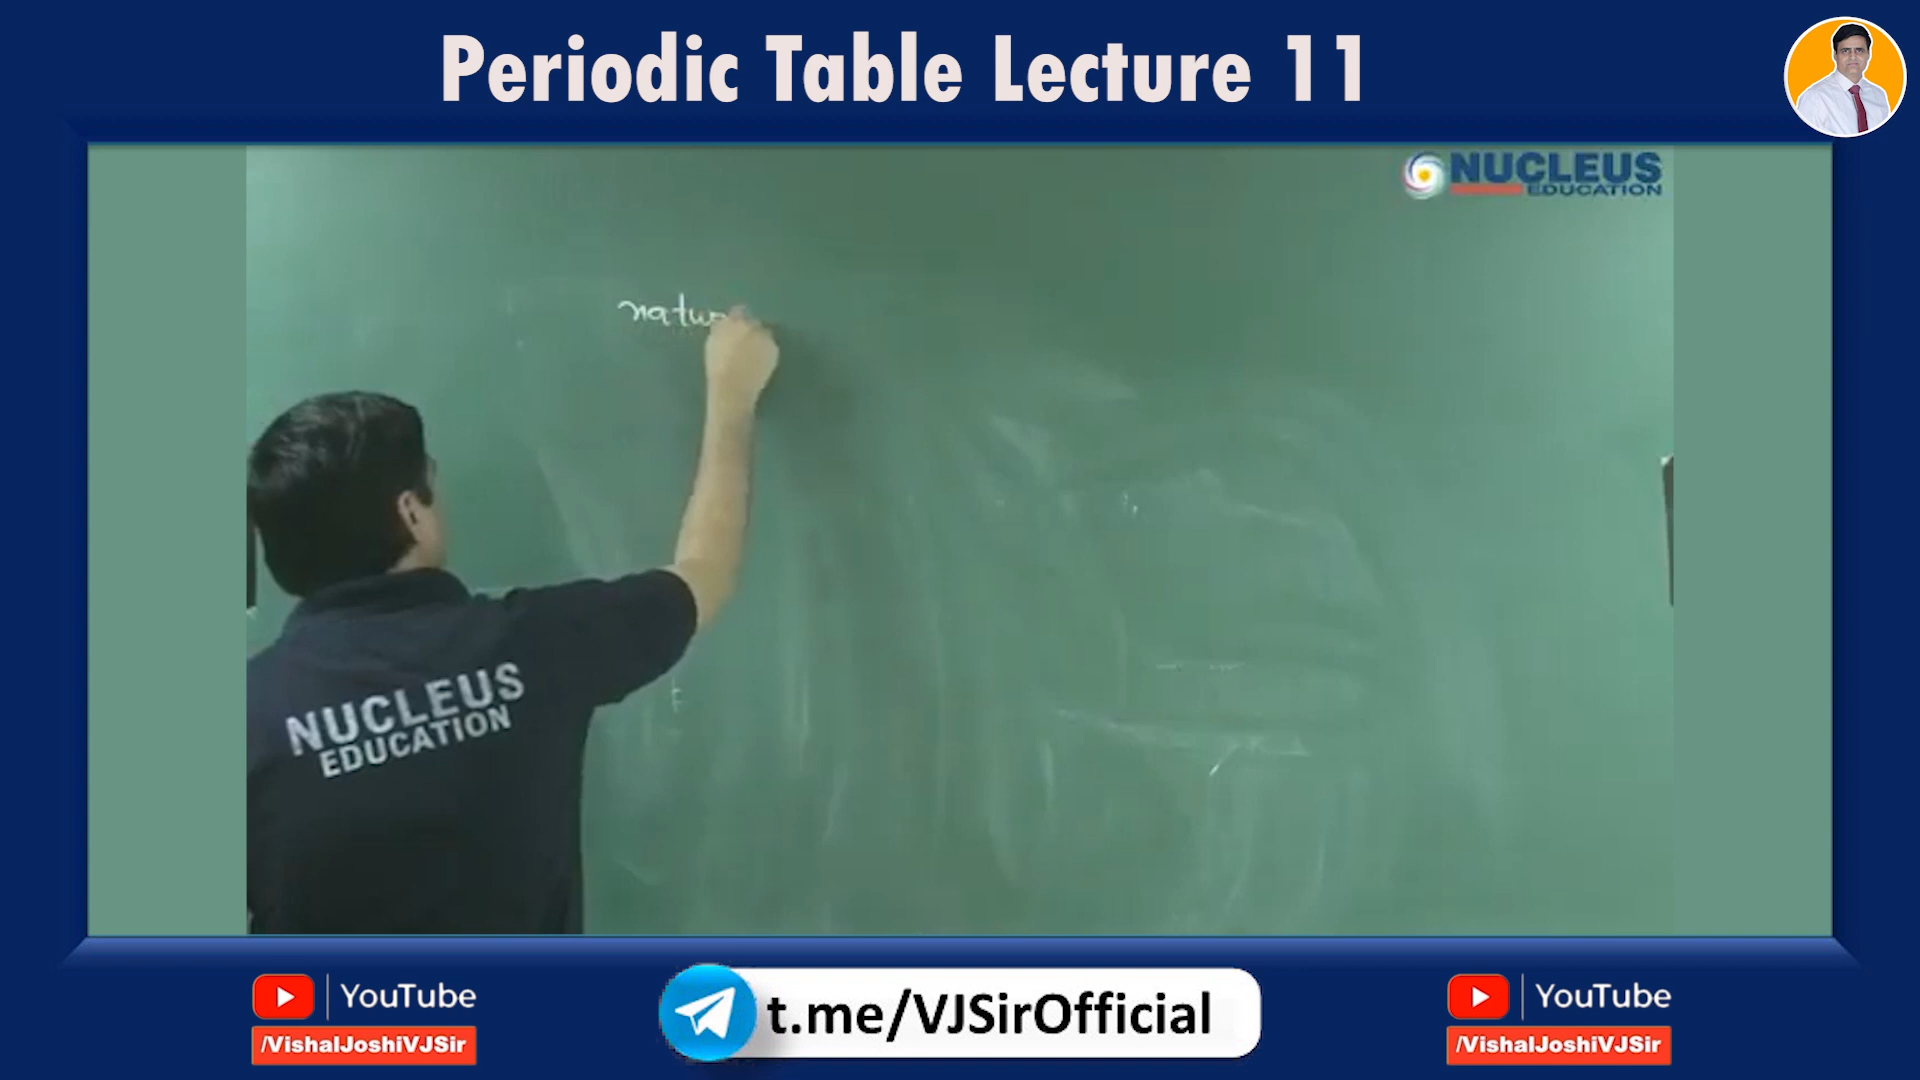 Periodic Table Lecture 11
NUCLEUS
EDUCATION
natu
NUCLEUS
EDUCATION
YouTube
/VishalJoshiVJSir
t.me/VJSirOfficial
YouTube
/VishalJoshiVJSir